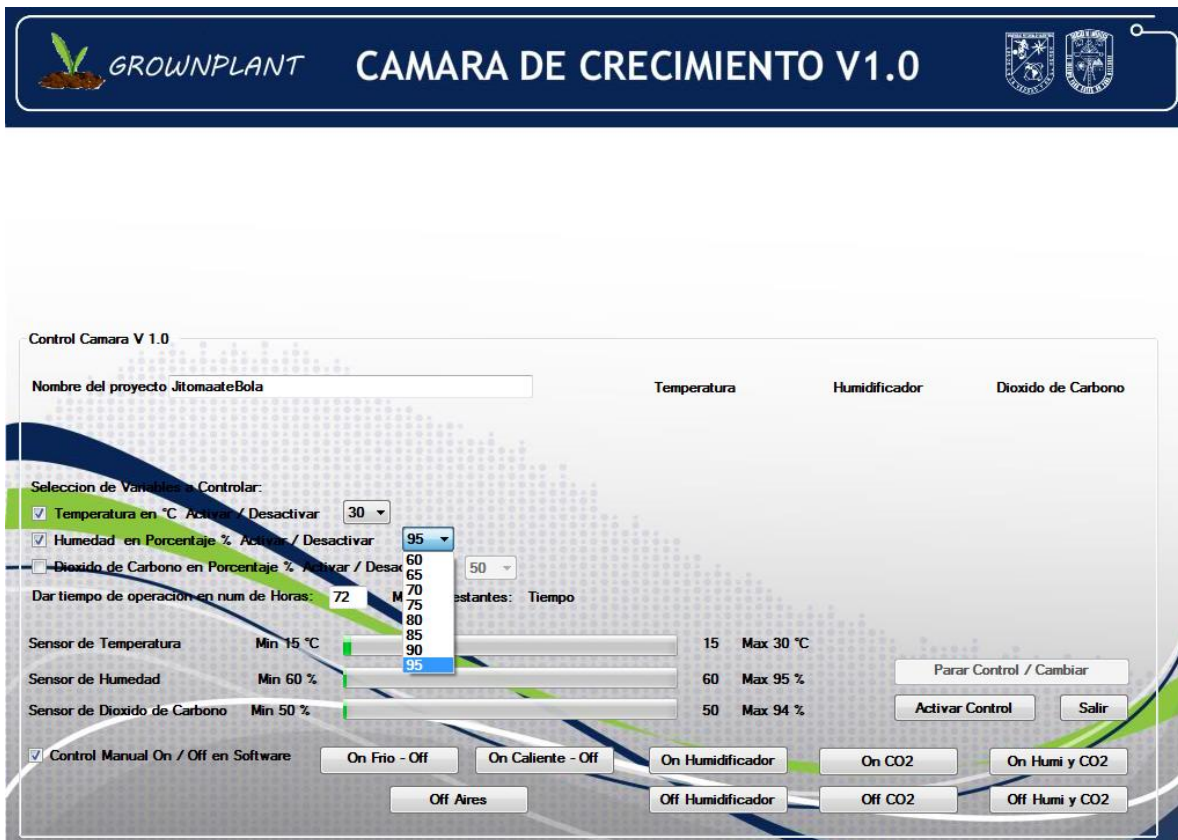 GROWNPLANT CAMARA DE CRECIMIENTO V1.0
Control Camara V 1.0
Nombre del proyecto JitomaateBola Temperatura Humidificador Dioxido de Carbono
Seleccion de Variables a Controlar:
Temperatura en °C Activar / Desactivar 30
Humedad en Porcentaje % Activar / Desactivar 95
60
65
70
75
80
85
90
95
Dioxido de Carbono en Porcentaje % Activar / 50
Dar tiempo de operación en num de Horas: 72 Tiempo
Sensor de Temperatura Min 15 °C 15 Max 30 °C
Sensor de Humedad Min 60 % 60 Max 95 %
Sensor de Dioxido de Carbono Min 50 % 50 Max 94 %
Parar Control / Cambiar
Activar Control Salir
Control Manual On / Off en Software On Frio - Off On Caliente - Off On Humidificador On CO2 On Humi y CO2
Off Aires Off Humidificador Off CO2 Off Humi y CO2